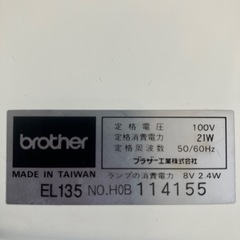 brother
定格電圧 100V
定格消費電力 21W
定格周波数 50/60Hz
ブラザー工業株式会社
MADE IN TAIWAN ランプの消費電力 8V 2.4W
EL135 NO.H0B 114155